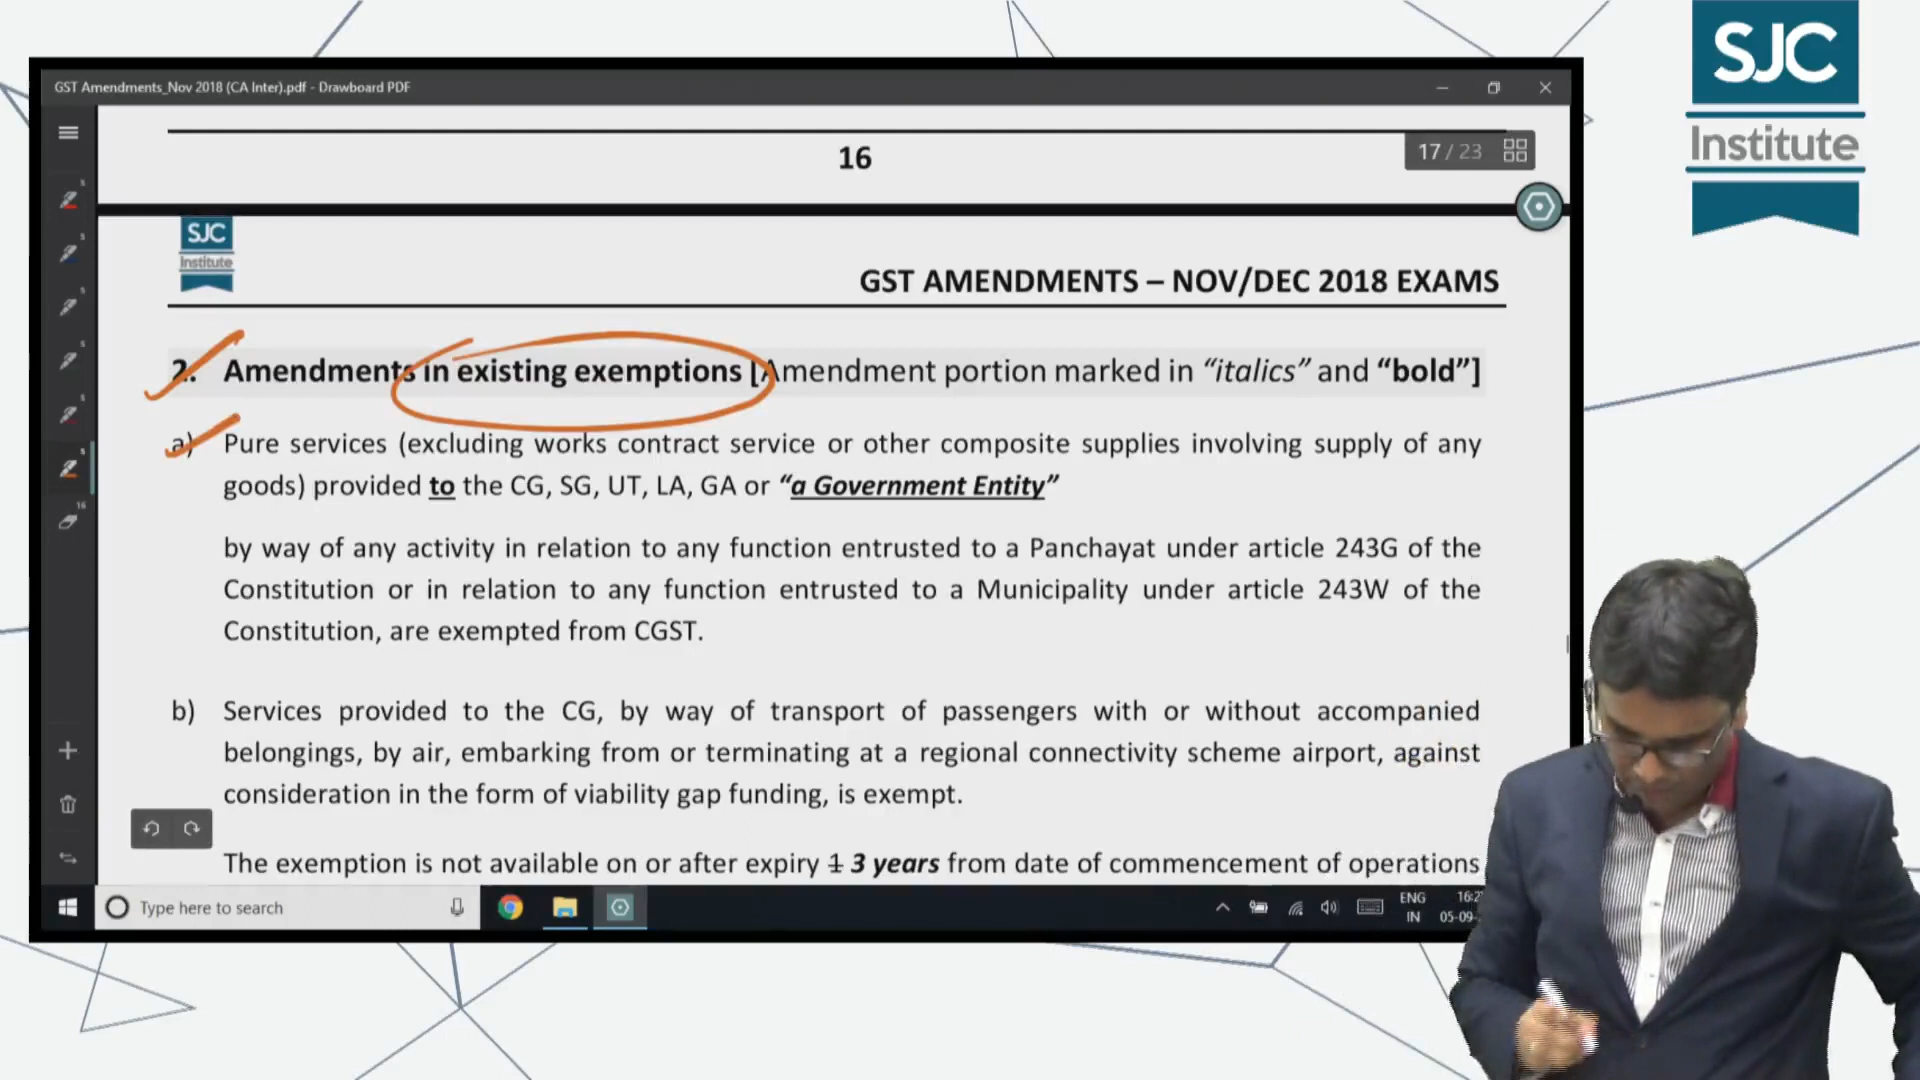 SJC
Institute
GST Amendments_Nov 2018 (CA Inter).pdf - Drawboard PDF
16
17 / 23
SJC
Institute
GST AMENDMENTS – NOV/DEC 2018 EXAMS
2. Amendments in existing exemptions [Amendment portion marked in “italics” and “bold”]
a) Pure services (excluding works contract service or other composite supplies involving supply of any
goods) provided to the CG, SG, UT, LA, GA or “a Government Entity”
by way of any activity in relation to any function entrusted to a Panchayat under article 243G of the
Constitution or in relation to any function entrusted to a Municipality under article 243W of the
Constitution, are exempted from CGST.
b) Services provided to the CG, by way of transport of passengers with or without accompanied
belongings, by air, embarking from or terminating at a regional connectivity scheme airport, against
consideration in the form of viability gap funding, is exempt.
The exemption is not available on or after expiry 1 3 years from date of commencement of operations
Type here to search
ENG
IN
16:2
05-09-